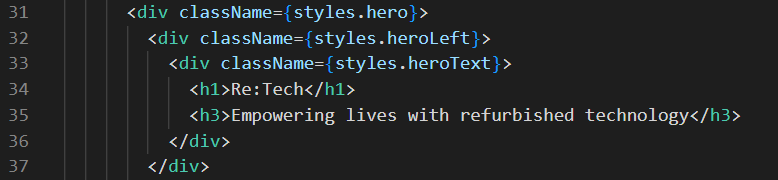 31 <div className={styles.hero}>
32 <div className={styles.heroLeft}>
33 <div className={styles.heroText}>
34 <h1>Re:Tech</h1>
35 <h3>Empowering lives with refurbished technology</h3>
36 </div>
37 </div>